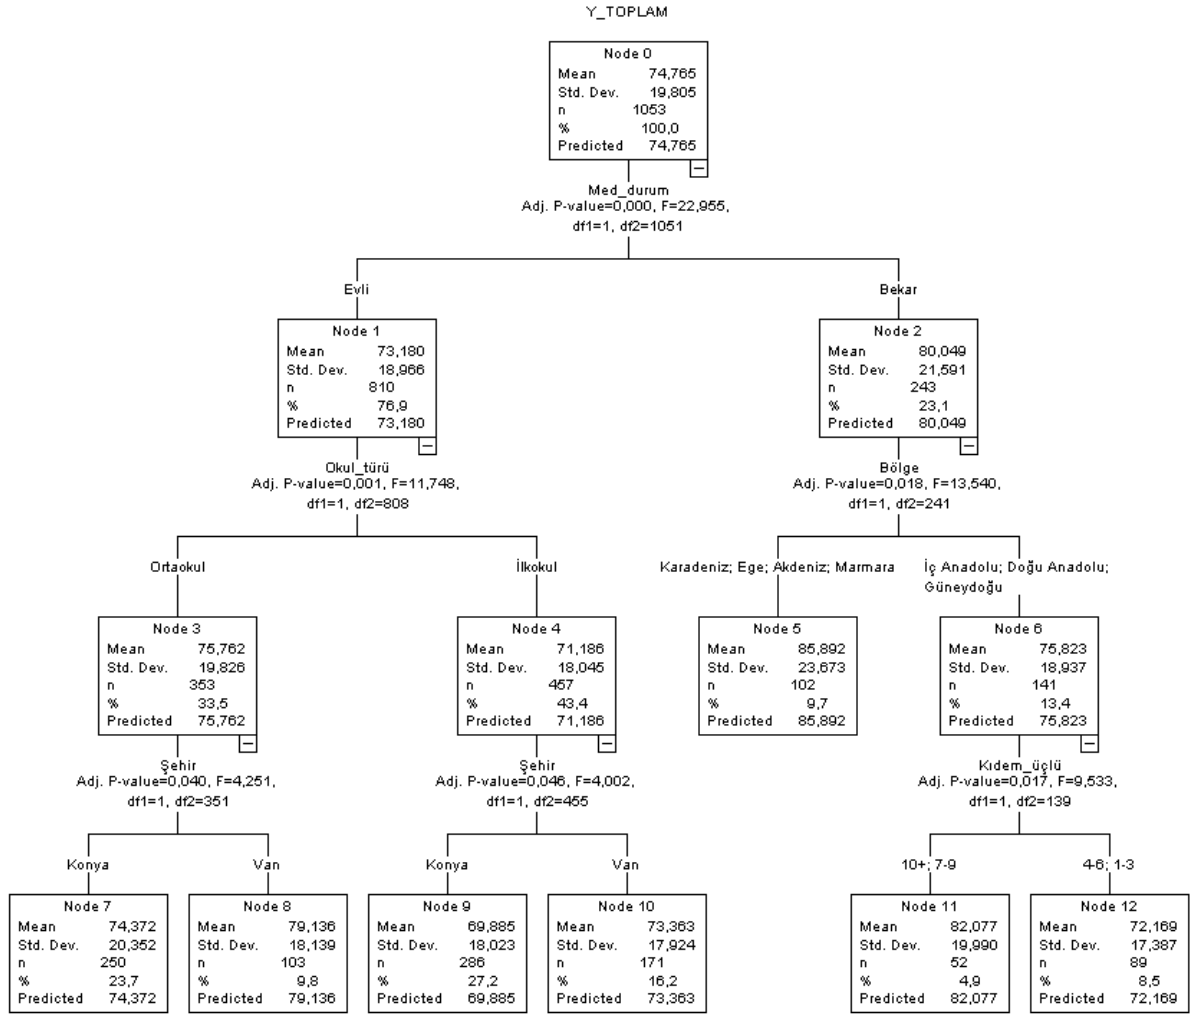 Y_TOPLAM
Node 0
Mean 74,765
Std. Dev. 19,805
n 1053
% 100,0
Predicted 74,765
Med_durum
Adj. P-value=0,000, F=22,955,
df1=1, df2=1051
Evli
Bekar
Node 1
Mean 73,180
Std. Dev. 18,966
n 810
% 76,9
Predicted 73,180
Node 2
Mean 80,049
Std. Dev. 21,591
n 243
% 23,1
Predicted 80,049
Okul_türü
Adj. P-value=0,001, F=11,748,
df1=1, df2=808
Bölge
Adj. P-value=0,018, F=13,540,
df1=1, df2=241
Ortaokul
İlkokul
Karadeniz; Ege; Akdeniz; Marmara
İç Anadolu; Doğu Anadolu;
Güneydoğu
Node 3
Mean 75,762
Std. Dev. 19,826
n 353
% 33,5
Predicted 75,762
Node 4
Mean 71,186
Std. Dev. 18,045
n 457
% 43,4
Predicted 71,186
Node 5
Mean 85,892
Std. Dev. 23,673
n 102
% 9,7
Predicted 85,892
Node 6
Mean 75,823
Std. Dev. 18,937
n 141
% 13,4
Predicted 75,823
Şehir
Adj. P-value=0,040, F=4,251,
df1=1, df2=351
Şehir
Adj. P-value=0,046, F=4,002,
df1=1, df2=455
Kıdem_üçlü
Adj. P-value=0,017, F=9,533,
df1=1, df2=139
Konya
Van
Konya
Van
10+; 7-9
4-6; 1-3
Node 7
Mean 74,372
Std. Dev. 20,352
n 250
% 23,7
Predicted 74,372
Node 8
Mean 79,136
Std. Dev. 18,139
n 103
% 9,8
Predicted 79,136
Node 9
Mean 69,885
Std. Dev. 18,023
n 286
% 27,2
Predicted 69,885
Node 10
Mean 73,363
Std. Dev. 17,924
n 171
% 16,2
Predicted 73,363
Node 11
Mean 82,077
Std. Dev. 19,990
n 52
% 4,9
Predicted 82,077
Node 12
Mean 72,169
Std. Dev. 17,387
n 89
% 8,5
Predicted 72,169